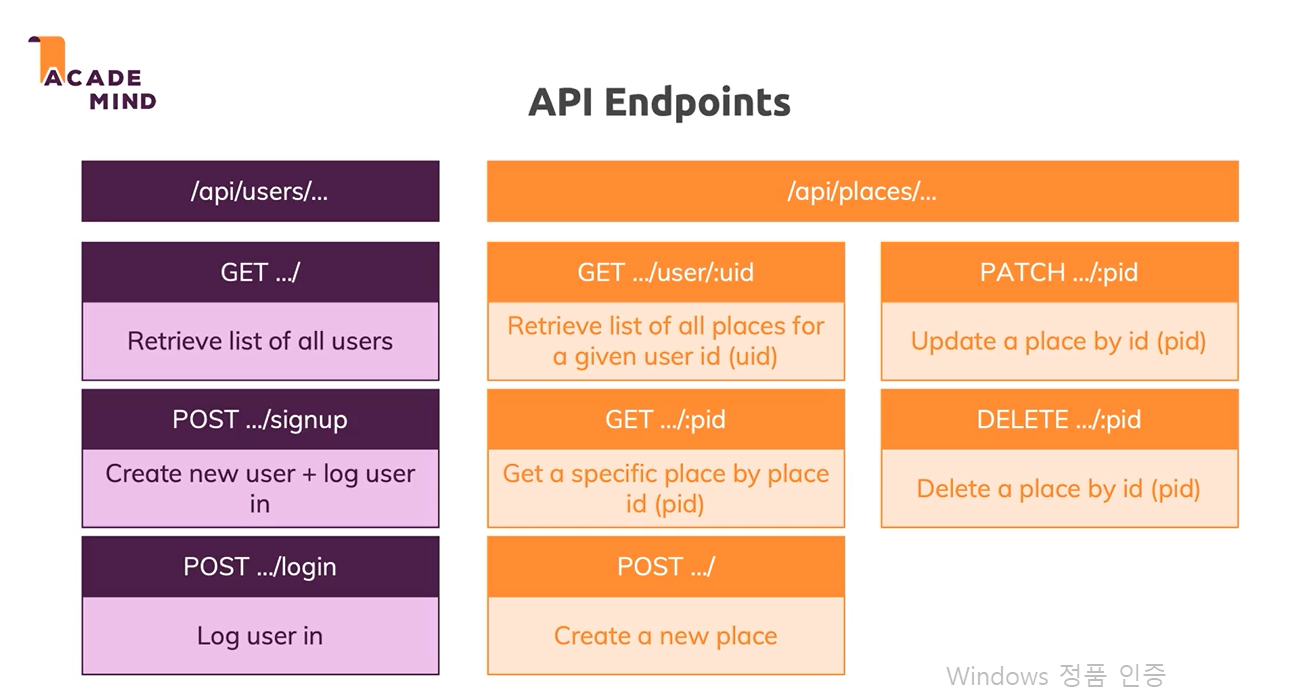 ACADE
MIND
API Endpoints
/api/users/...
GET .../
Retrieve list of all users
POST .../signup
Create new user + log user
in
POST .../login
Log user in
/api/places/...
GET .../user/:uid
Retrieve list of all places for
a given user id (uid)
GET .../:pid
Get a specific place by place
id (pid)
POST .../
Create a new place
PATCH .../:pid
Update a place by id (pid)
DELETE .../:pid
Delete a place by id (pid)
Windows 정품 인증